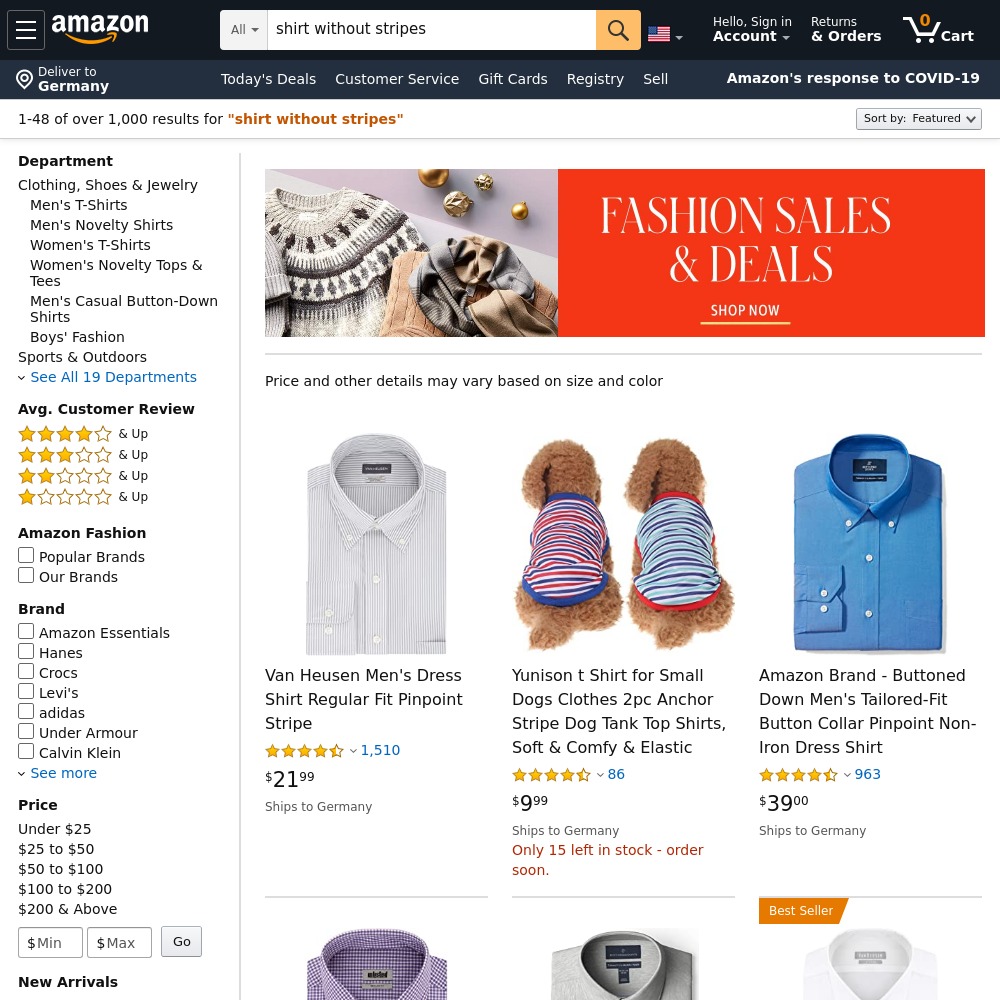 amazon
All
shirt without stripes
Hello, Sign in
Account
Returns
& Orders
0
Cart
Deliver to
Germany
Today's Deals
Customer Service
Gift Cards
Registry
Sell
Amazon's response to COVID-19
1-48 of over 1,000 results for "shirt without stripes"
Sort by: Featured
Department
Clothing, Shoes & Jewelry
Men's T-Shirts
Men's Novelty Shirts
Women's T-Shirts
Women's Novelty Tops &
Tees
Men's Casual Button-Down
Shirts
Boys' Fashion
Sports & Outdoors
See All 19 Departments
Avg. Customer Review
& Up
& Up
& Up
& Up
Amazon Fashion
Popular Brands
Our Brands
Brand
Amazon Essentials
Hanes
Crocs
Levi's
adidas
Under Armour
Calvin Klein
See more
Price
Under $25
$25 to $50
$50 to $100
$100 to $200
$200 & Above
$ Min
$ Max
Go
New Arrivals
FASHION SALES
& DEALS
SHOP NOW
Price and other details may vary based on size and color
VAN HEUSEN
Van Heusen Men's Dress
Shirt Regular Fit Pinpoint
Stripe
1,510
$21 99
Ships to Germany
Yunison t Shirt for Small
Dogs Clothes 2pc Anchor
Stripe Dog Tank Top Shirts,
Soft & Comfy & Elastic
86
$9 99
Ships to Germany
Only 15 left in stock - order
soon.
Amazon Brand - Buttoned
Down Men's Tailored-Fit
Button Collar Pinpoint Non-
Iron Dress Shirt
963
$39 00
Ships to Germany
Best Seller